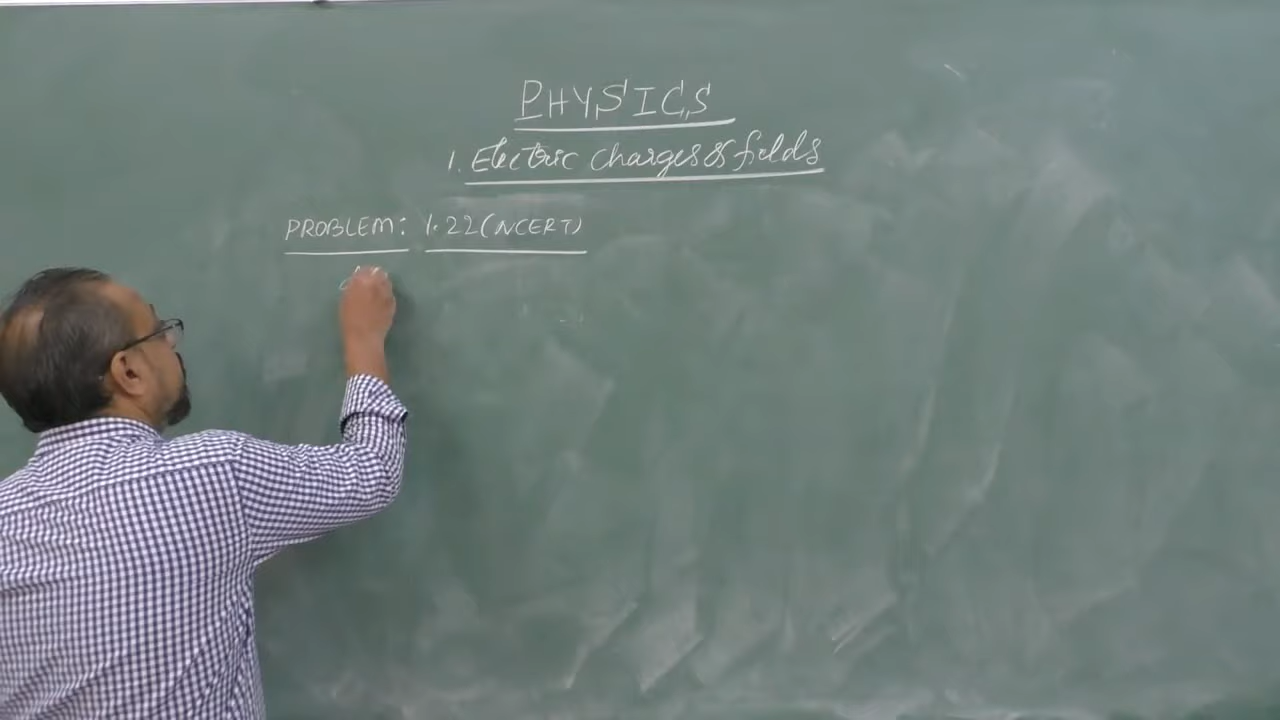 PHYSICS
1. Electric charges & fields
PROBLEM: 1.22 (NCERT)